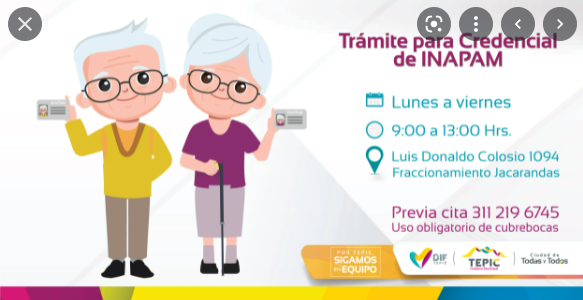 Trámite para Credencial
de INAPAM
Lunes a viernes
9:00 a 13:00 Hrs.
Luis Donaldo Colosio 1094
Fraccionamiento Jacarandas
Previa cita 311 219 6745
Uso obligatorio de cubrebocas
POR TEPIC
SIGAMOS
EN EQUIPO
DIF
TEPIC
TEPIC
Ciudad de
Todas y Todos